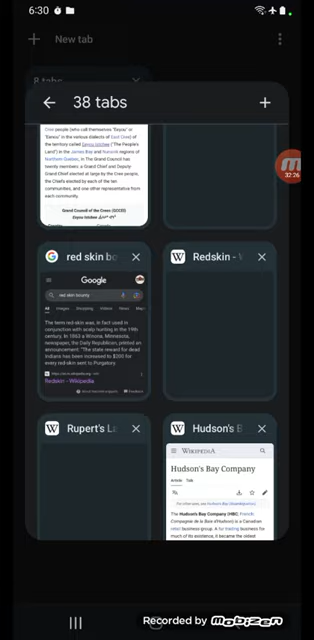 6:30
New tab
8 tabs
38 tabs
Cree people (who call themselves "Eeyou" or
"Eenou" in the various dialects of East Cree) of
the territory called Eeyou Istchee ("The People's
Land") in the James Bay and Nunavik regions of
Northern Quebec. In The Grand Council has
twenty members: a Grand Chief and Deputy
Grand Chief elected at large by the Cree people,
the Chiefs elected by each of the ten
communities, and one other representative from
each community.
Grand Council of the Crees (GCCEI)
32:26
red skin bo
Redskin -
Google
red skin bounty
All Images Shopping Videos News
The term red-skin was, in fact used in
conjunction with scalp hunting in the 19th
century. In 1863 a Winona, Minnesota,
newspaper, the Daily Republican, printed an
announcement: "The state reward for dead
Indians has been increased to $200 for
every red-skin sent to Purgatory.
Redskin - Wikipedia
Feedback
Rupert's La
Hudson's B
WIKIPEDIA
Hudson's Bay Company
Article Talk
The Hudson's Bay Company (HBC; French:
Compagnie de la Baie d'Hudson) is a Canadian
retail business group. A fur trading business for
much of its existence, it became the oldest
Recorded by Mobizen